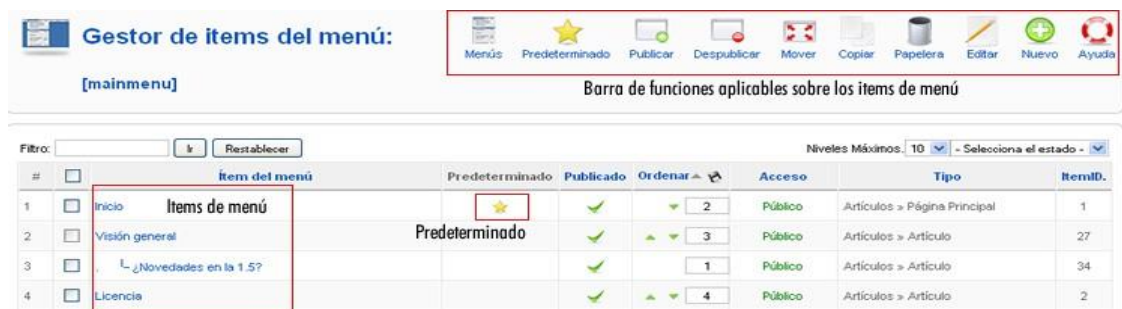 Gestor de items del menú:
[mainmenu]
Menús Predeterminado Publicar Despublicar Mover Copiar Papelera Editar Nuevo Ayuda
Barra de funciones aplicables sobre los items de menú
Filtro: Ir Restablecer Niveles Máximos. 10 - Selecciona el estado -
# Ítem del menú Predeterminado Publicado Ordenar Acceso Tipo ItemID.
1 Inicio Items de menú 2 Público Artículos » Página Principal 1
Predeterminado
2 Visión general 3 Público Artículos » Artículo 27
3 . ¿Novedades en la 1.5? 1 Público Artículos » Artículo 34
4 Licencia 4 Público Artículos » Artículo 2